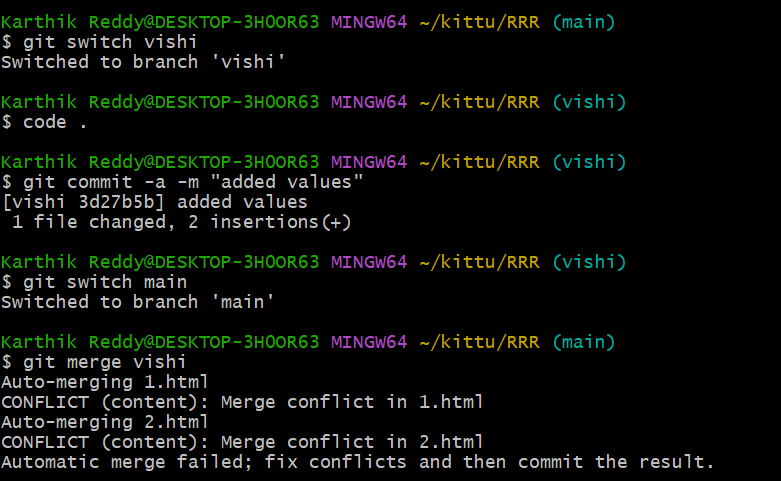 Karthik Reddy@DESKTOP-3HOOR63 MINGW64 ~/kittu/RRR (main)
$ git switch vishi
Switched to branch 'vishi'
Karthik Reddy@DESKTOP-3HOOR63 MINGW64 ~/kittu/RRR (vishi)
$ code .
Karthik Reddy@DESKTOP-3HOOR63 MINGW64 ~/kittu/RRR (vishi)
$ git commit -a -m "added values"
[vishi 3d27b5b] added values
 1 file changed, 2 insertions(+)
Karthik Reddy@DESKTOP-3HOOR63 MINGW64 ~/kittu/RRR (vishi)
$ git switch main
Switched to branch 'main'
Karthik Reddy@DESKTOP-3HOOR63 MINGW64 ~/kittu/RRR (main)
$ git merge vishi
Auto-merging 1.html
CONFLICT (content): Merge conflict in 1.html
Auto-merging 2.html
CONFLICT (content): Merge conflict in 2.html
Automatic merge failed; fix conflicts and then commit the result.